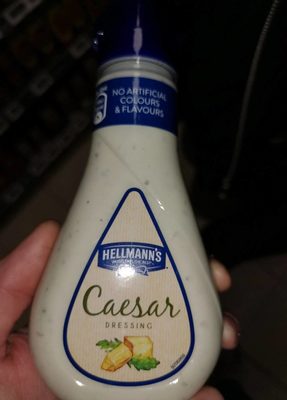 NO ARTIFICIAL
COLOURS
& FLAVOURS
HELLMANN'S
Caesar
DRESSING